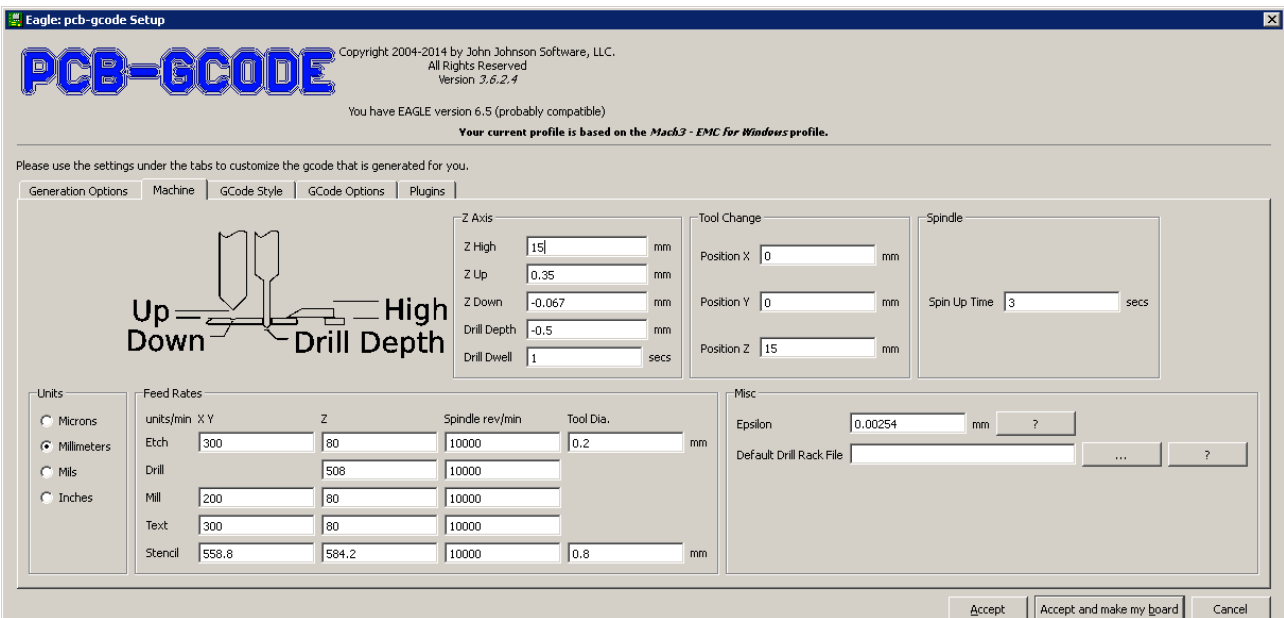 Eagle: pcb-gcode Setup
PCB-GCODE
Copyright 2004-2014 by John Johnson Software, LLC.
All Rights Reserved
Version 3.6.2.4
You have EAGLE version 6.5 (probably compatible)
Your current profile is based on the Mach3 - EMC for Windows profile.
Please use the settings under the tabs to customize the gcode that is generated for you.
Generation Options Machine GCode Style GCode Options Plugins
Up
Down
High
Drill Depth
Z Axis
Z High 15 mm
Z Up 0.35 mm
Z Down -0.067 mm
Drill Depth -0.5 mm
Drill Dwell 1 secs
Tool Change
Position X 0 mm
Position Y 0 mm
Position Z 15 mm
Spindle
Spin Up Time 3 secs
Units
Microns
Millimeters
Mils
Inches
Feed Rates
units/min X Y Z Spindle rev/min Tool Dia.
Etch 300 80 10000 0.2 mm
Drill 508 10000
Mill 200 80 10000
Text 300 80 10000
Stencil 558.8 584.2 10000 0.8 mm
Misc
Epsilon 0.00254 mm ?
Default Drill Rack File ... ?
Accept Accept and make my board Cancel